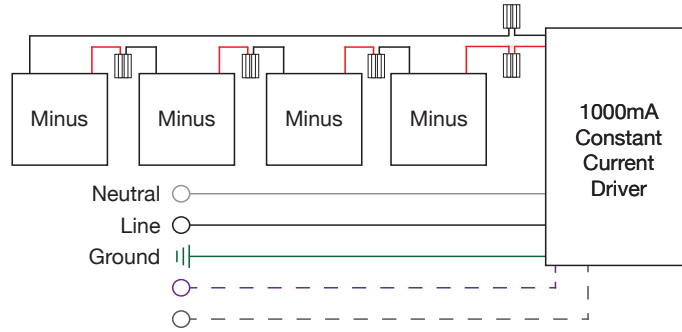 Minus
Minus
Minus
Minus
1000mA
Constant
Current
Driver
Neutral
Line
Ground